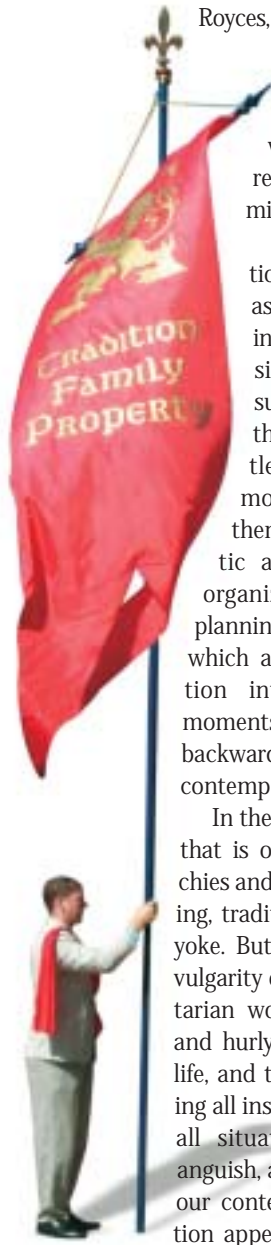 Royces,
v
re
mi
tio
TRADITION
as
FAMILY
in
PROPERTY
si
su
th
tle
mo
ther
tic a
organiz
planning
which a
tion in
moments
backward
contemp
In the
that is o
chies and
ing, traditi
yoke. But
vulgarity o
tarian wo
and hurly
life, and t
ing all ins
all situat
anguish, a
our conte
tion appe